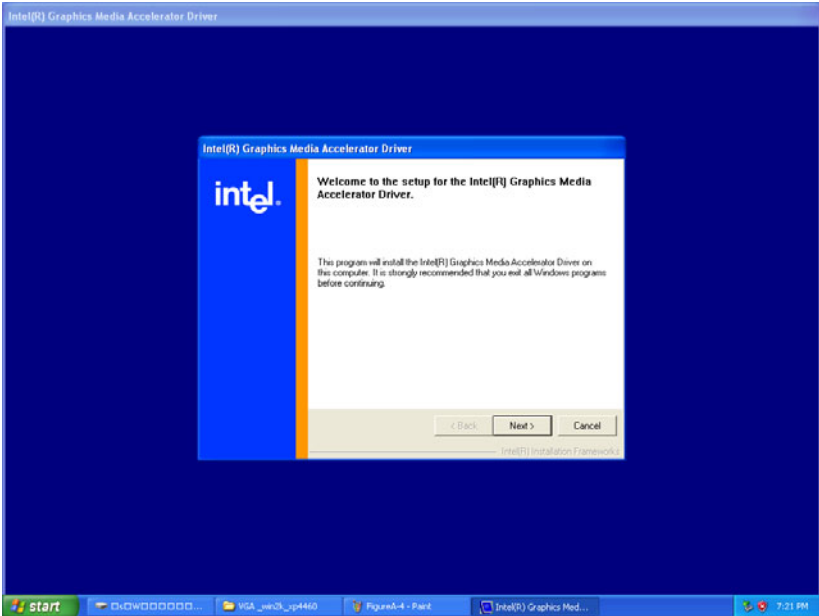 Intel(R) Graphics Media Accelerator Driver
Intel(R) Graphics Media Accelerator Driver
intel.
Welcome to the setup for the Intel(R) Graphics Media
Accelerator Driver.
This program will install the Intel(R) Graphics Media Accelerator Driver on
this computer. It is strongly recommended that you exit all Windows programs
before continuing.
< Back
Next >
Cancel
Intel(R) Installation Frameworks
start
VGA_win2k_xp4460
FigureA-4 - Paint
Intel(R) Graphics Med...
7:21 PM